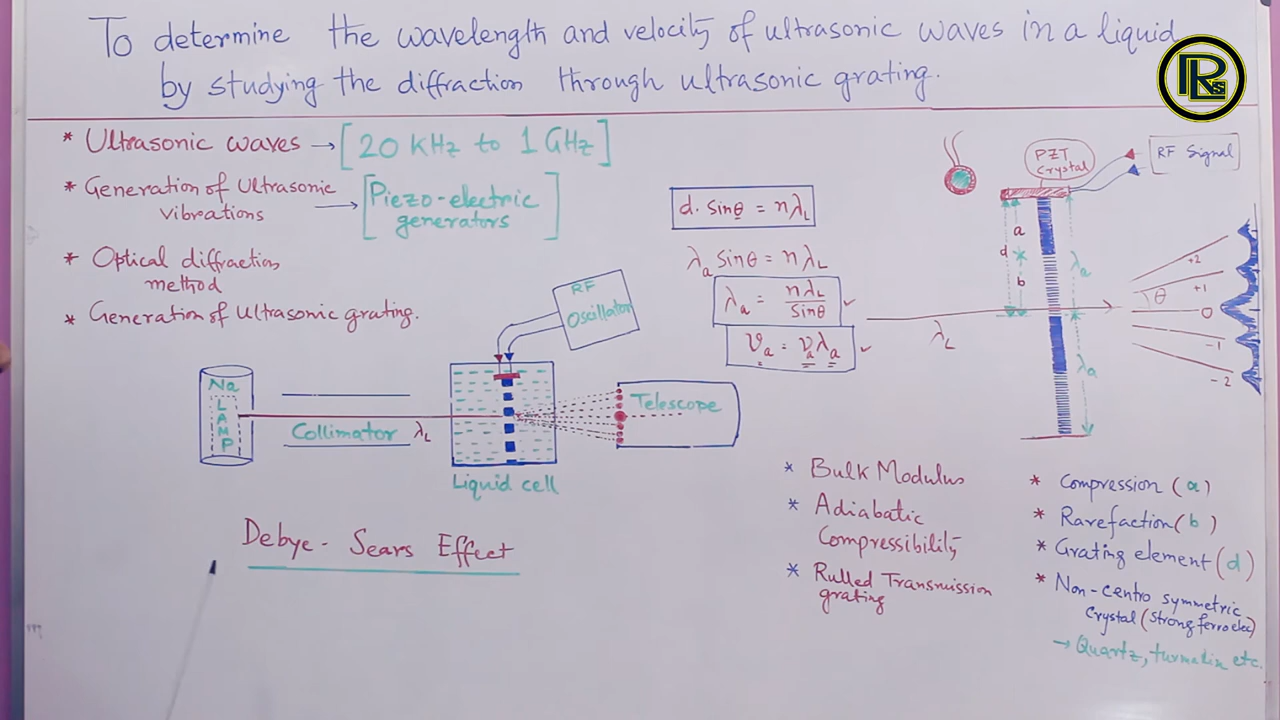 To determine the wavelength and velocity of ultrasonic waves in a liquid
by studying the diffraction through ultrasonic grating.
RLS
* Ultrasonic waves → [20 KHz to 1 GHz]
* Generation of Ultrasonic
vibrations → [Piezo-electric
generators]
* Optical diffraction
method
* Generation of Ultrasonic grating.
d. sinθ = nλL
λa sinθ = nλL
λa = nλL/sinθ ✓
υa = νaλa ✓
PZT
crystal
RF Signal
a
d
*
b
λa
λa
λL
+2
+1
θ
0
-1
-2
RF
Oscillator
Na
LAMP
Collimator λL
Liquid cell
Telescope
Debye - Sears Effect
* Bulk Modulus
* Adiabatic
Compressibility
* Rulled Transmission
grating
* Compression (a)
* Rarefaction (b)
* Grating element (d)
* Non-centro symmetric
crystal (strong ferroelec)
→ Quartz, turmalin etc.